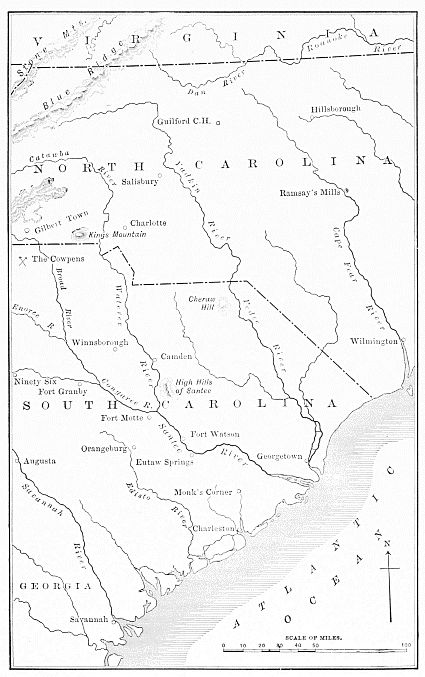 VIRGINIA
Stone Mts.
Blue Ridge
Roanoke River
Dan River
Hillsborough
Guilford C.H.
Catawba River
NORTH CAROLINA
Salisbury
Yadkin River
Ramsay's Mills
Gilbert Town
Charlotte
Kings Mountain
Cape Fear River
The Cowpens
Broad River
Wateree River
Cheraw Hill
Pedee River
Enoree R.
Winnsborough
Wilmington
Camden
Ninety Six
Fort Granby
Congaree R.
High Hills of Santee
SOUTH CAROLINA
Fort Motte
Santee River
Fort Watson
Orangeburg
Eutaw Springs
Georgetown
Augusta
Edisto River
Monk's Corner
Savannah River
Charleston
ATLANTIC OCEAN
N
GEORGIA
Savannah
SCALE OF MILES.
0 10 20 30 40 50 100